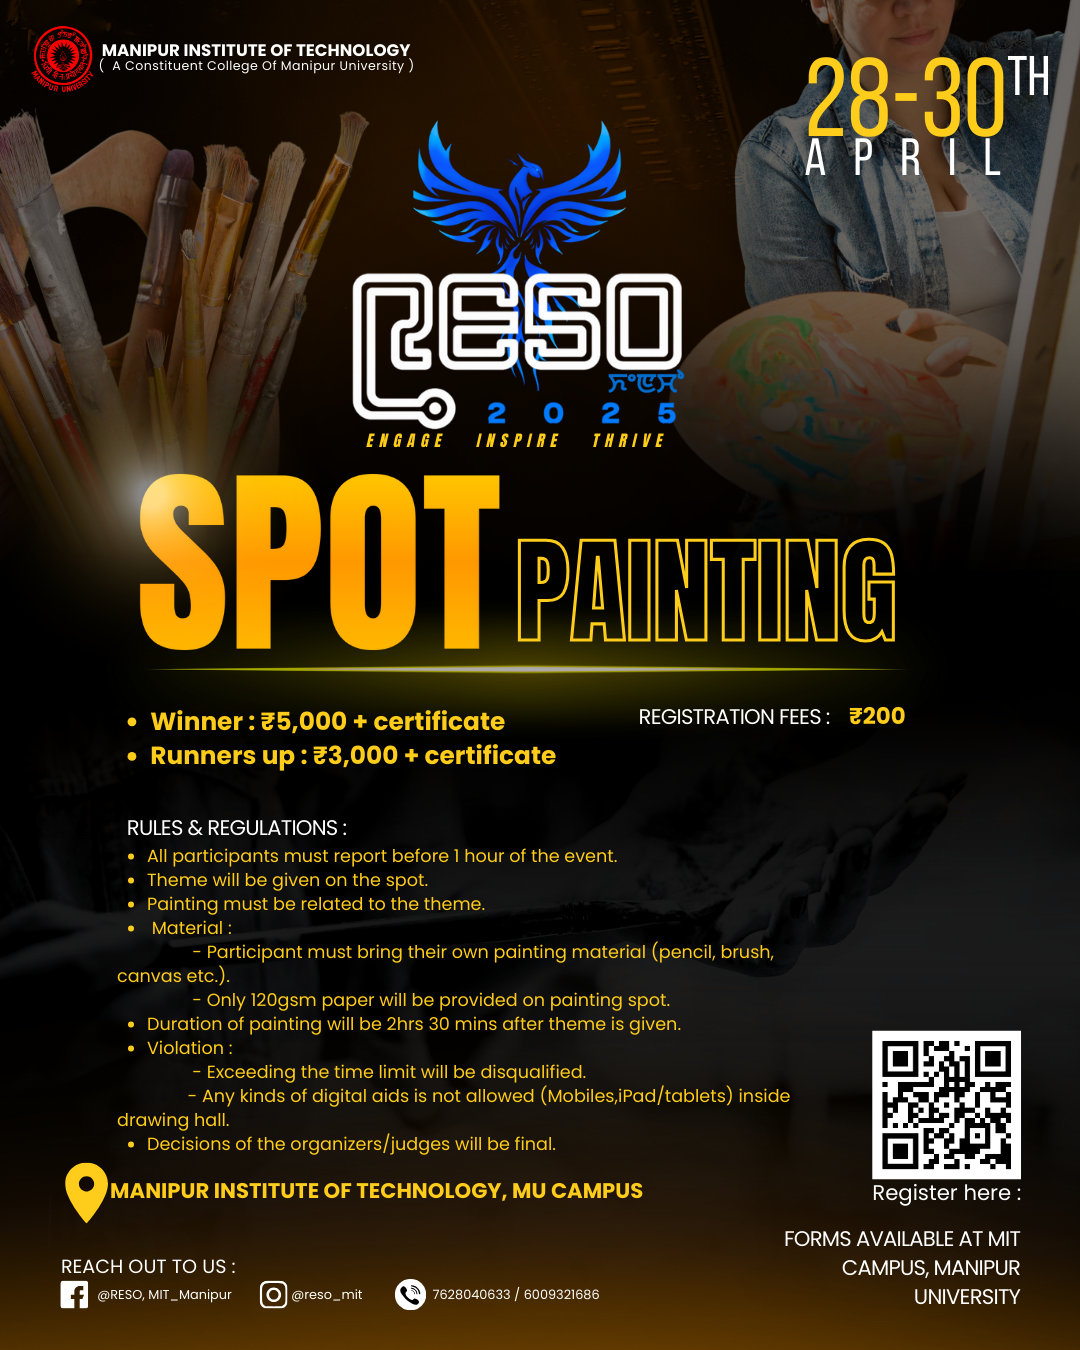 MANIPUR INSTITUTE OF TECHNOLOGY
( A Constituent College Of Manipur University )
MANIPUR UNIVERSITY
28-30TH
APRIL
RESO
2025
ENGAGE INSPIRE THRIVE
SPOT PAINTING
• Winner : ₹5,000 + certificate
• Runners up : ₹3,000 + certificate
REGISTRATION FEES : ₹200
RULES & REGULATIONS :
• All participants must report before 1 hour of the event.
• Theme will be given on the spot.
• Painting must be related to the theme.
• Material :
- Participant must bring their own painting material (pencil, brush,
canvas etc.).
- Only 120gsm paper will be provided on painting spot.
• Duration of painting will be 2hrs 30 mins after theme is given.
• Violation :
- Exceeding the time limit will be disqualified.
- Any kinds of digital aids is not allowed (Mobiles,iPad/tablets) inside
drawing hall.
• Decisions of the organizers/judges will be final.
MANIPUR INSTITUTE OF TECHNOLOGY, MU CAMPUS
Register here :
FORMS AVAILABLE AT MIT
CAMPUS, MANIPUR
UNIVERSITY
REACH OUT TO US :
@RESO, MIT_Manipur
@reso_mit
7628040633 / 6009321686